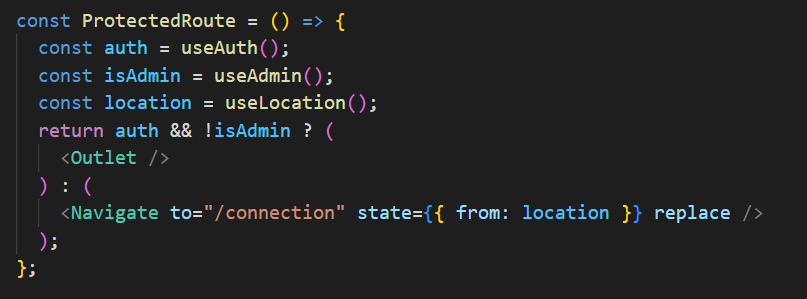 const ProtectedRoute = () => {
  const auth = useAuth();
  const isAdmin = useAdmin();
  const location = useLocation();
  return auth && !isAdmin ? (
    <Outlet />
  ) : (
    <Navigate to="/connection" state={{ from: location }} replace />
  );
};